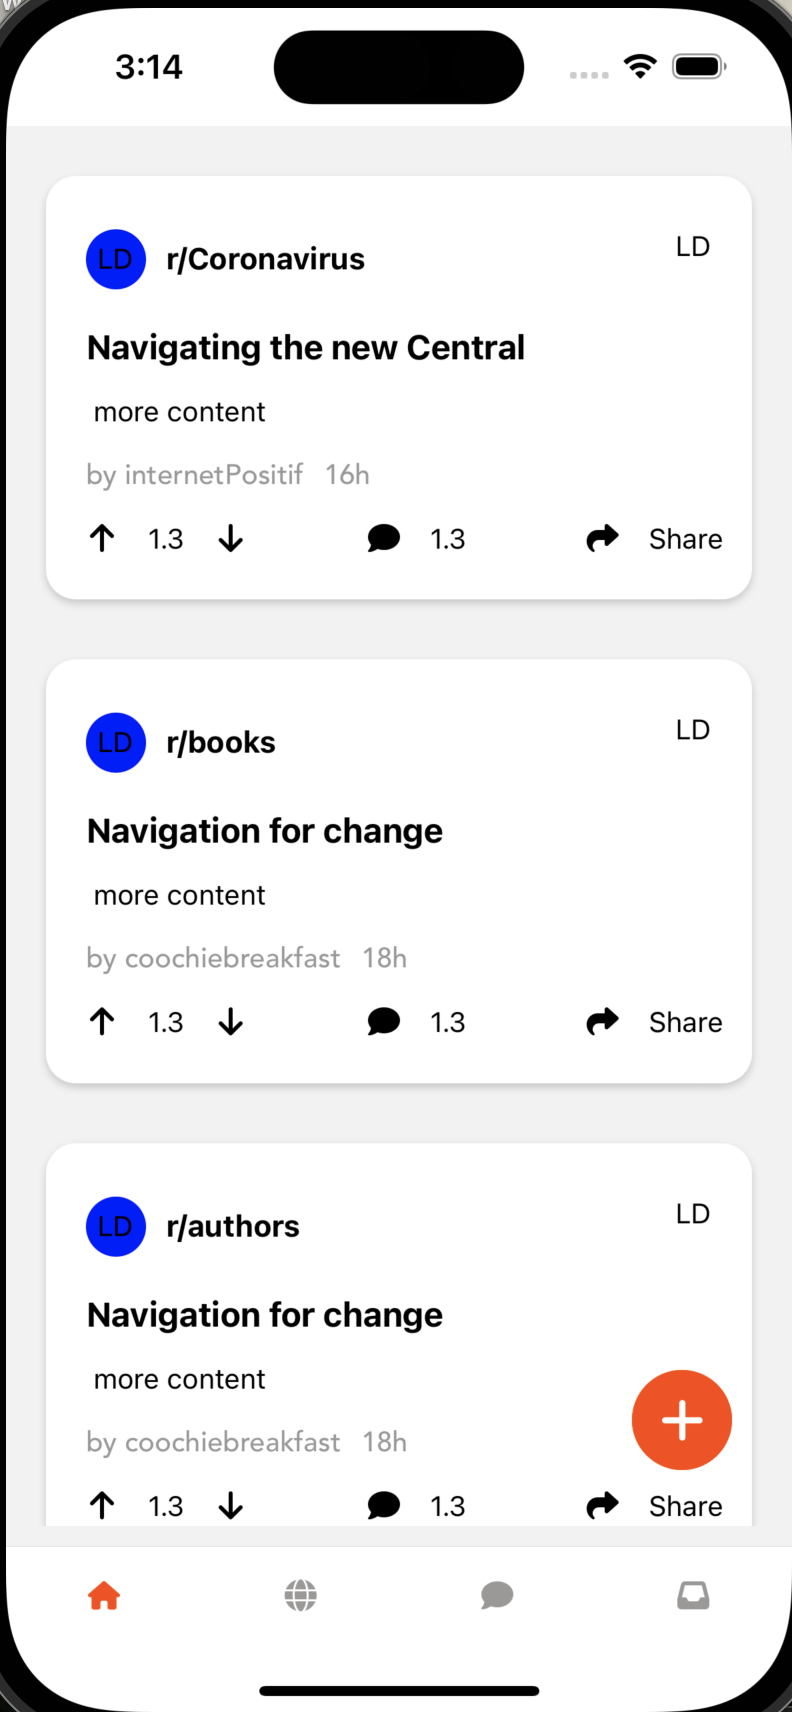 3:14
LD r/Coronavirus LD
Navigating the new Central
more content
by internetPositif 16h
1.3 1.3 Share
LD r/books LD
Navigation for change
more content
by coochiebreakfast 18h
1.3 1.3 Share
LD r/authors LD
Navigation for change
more content
by coochiebreakfast 18h
1.3 1.3 Share